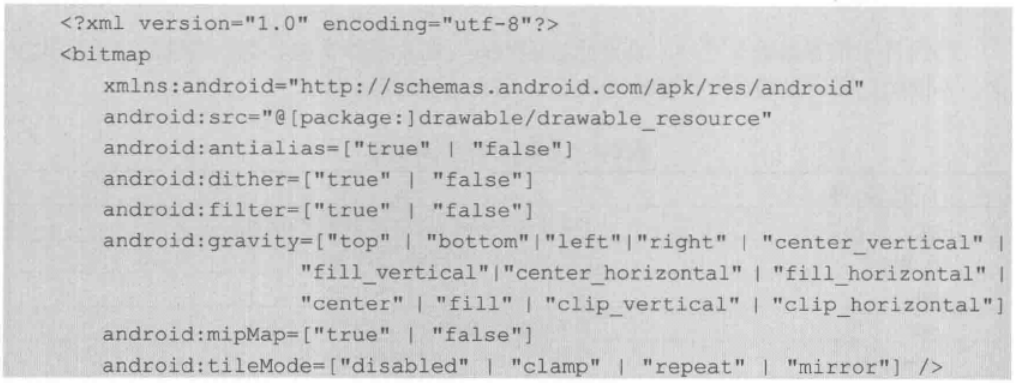 <?xml version="1.0" encoding="utf-8"?>
<bitmap
xmlns:android="http://schemas.android.com/apk/res/android"
android:src="@[package:]drawable/drawable_resource"
android:antialias=["true" | "false"]
android:dither=["true" | "false"]
android:filter=["true" | "false"]
android:gravity=["top" | "bottom"|"left"|"right" | "center_vertical" |
"fill_vertical"|"center_horizontal" | "fill_horizontal" |
"center" | "fill" | "clip_vertical" | "clip_horizontal"]
android:mipMap=["true" | "false"]
android:tileMode=["disabled" | "clamp" | "repeat" | "mirror"] />